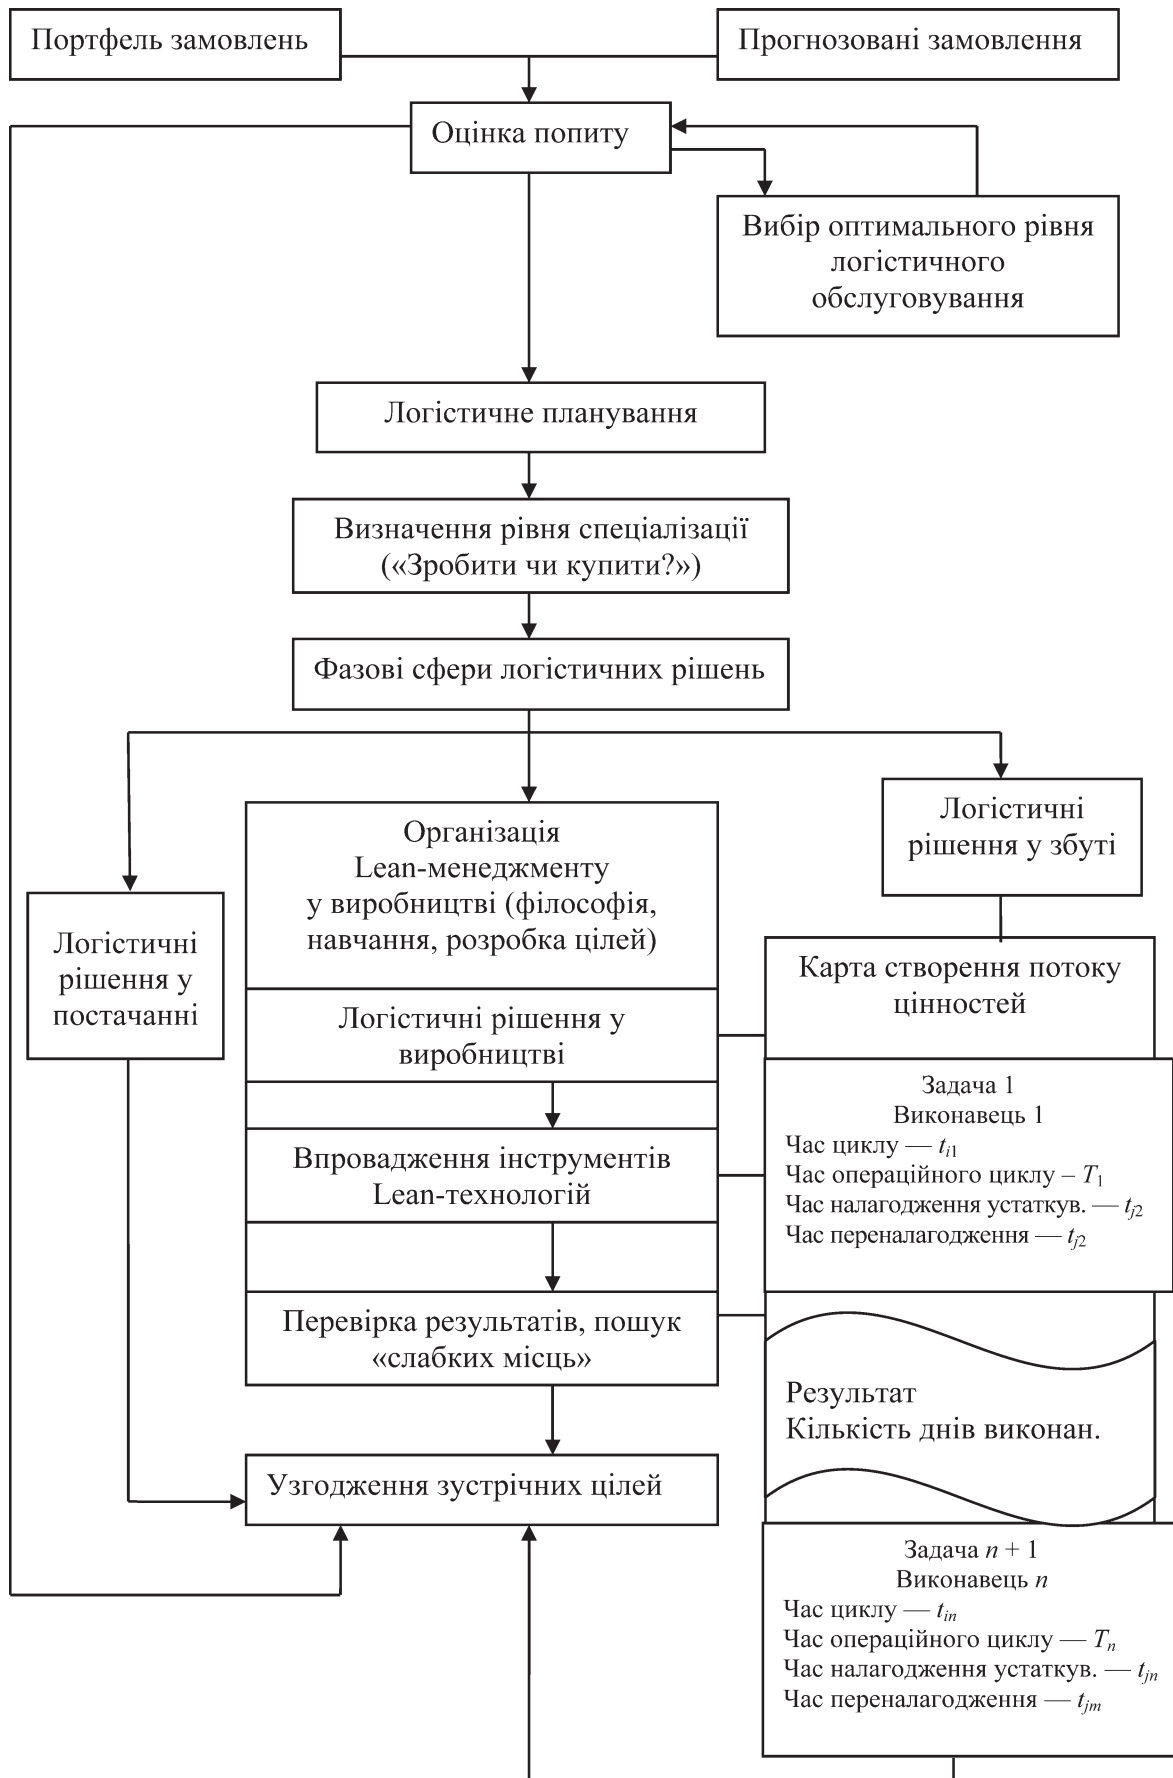 Портфель замовлень
Прогнозовані замовлення
Оцінка попиту
Вибір оптимального рівня
логістичного
обслуговування
Логістичне планування
Визначення рівня спеціалізації
(«Зробити чи купити?»)
Фазові сфери логістичних рішень
Логістичні
рішення у
постачанні
Організація
Lean-менеджменту
у виробництві (філософія,
навчання, розробка цілей)
Логістичні рішення у
виробництві
Впровадження інструментів
Lean-технологій
Перевірка результатів, пошук
«слабких місць»
Узгодження зустрічних цілей
Логістичні
рішення у збуті
Карта створення потоку
цінностей
Задача 1
Виконавець 1
Час циклу — ti1
Час операційного циклу – T1
Час налагодження устаткув. — tj2
Час переналагодження — tj2
Результат
Кількість днів виконан.
Задача n + 1
Виконавець n
Час циклу — tin
Час операційного циклу — Tn
Час налагодження устаткув. — tjn
Час переналагодження — tjm